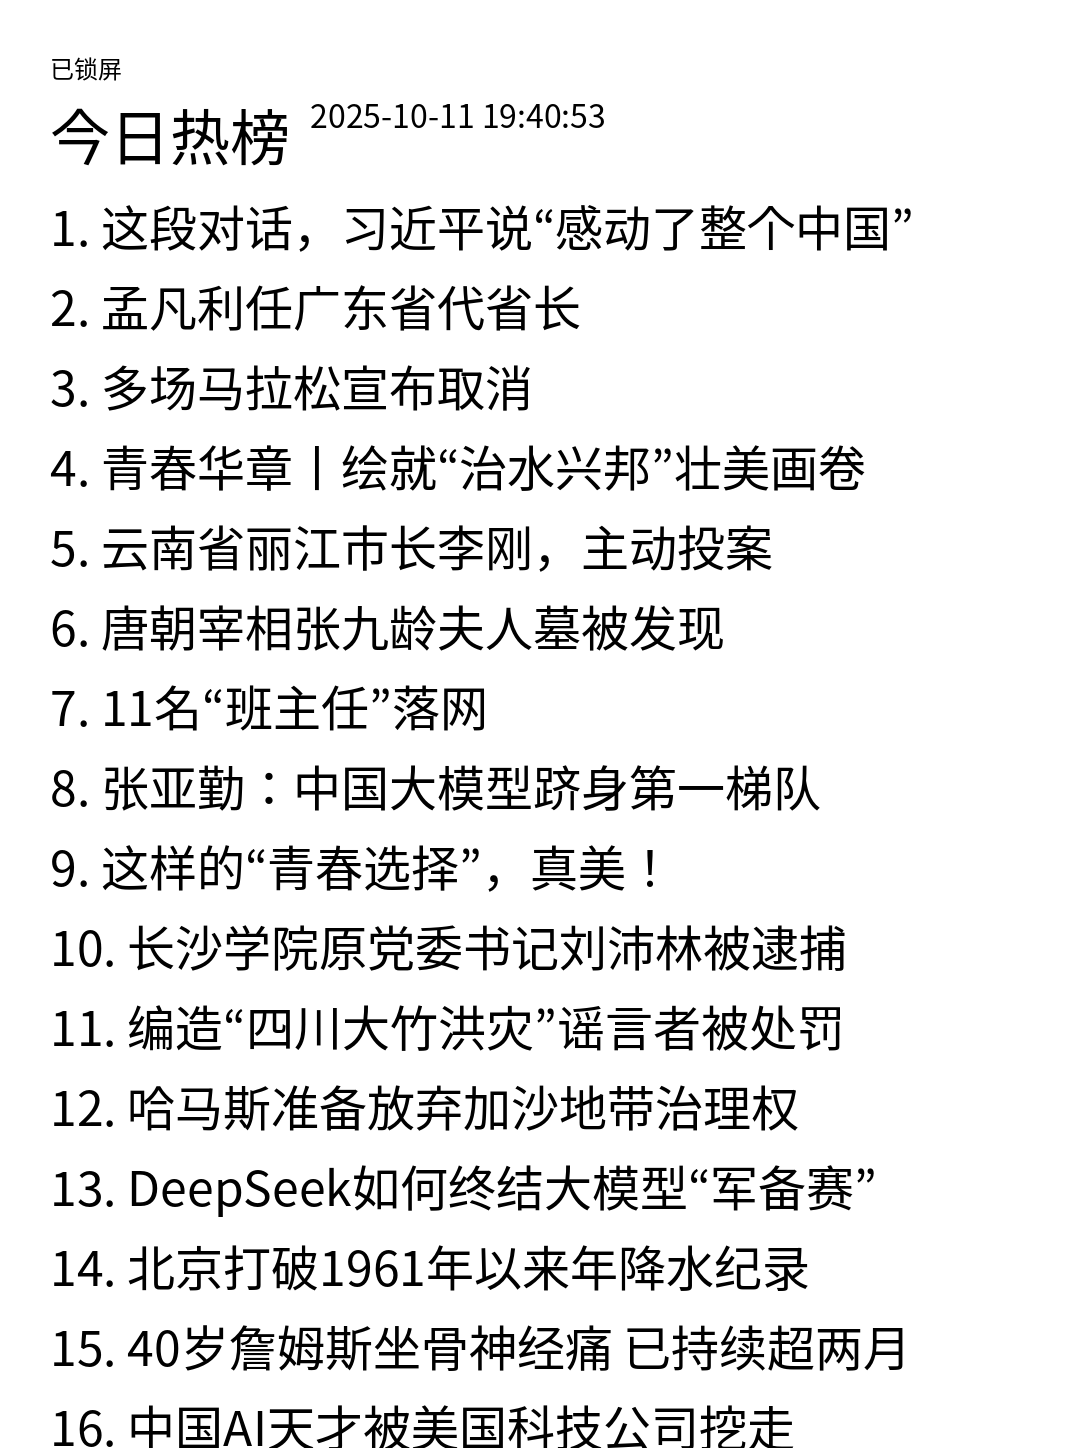 已锁屏
今日热榜 2025-10-11 19:40:53
1. 这段对话，习近平说“感动了整个中国”
2. 孟凡利任广东省代省长
3. 多场马拉松宣布取消
4. 青春华章丨绘就“治水兴邦”壮美画卷
5. 云南省丽江市长李刚，主动投案
6. 唐朝宰相张九龄夫人墓被发现
7. 11名“班主任”落网
8. 张亚勤：中国大模型跻身第一梯队
9. 这样的“青春选择”，真美！
10. 长沙学院原党委书记刘沛林被逮捕
11. 编造“四川大竹洪灾”谣言者被处罚
12. 哈马斯准备放弃加沙地带治理权
13. DeepSeek如何终结大模型“军备赛”
14. 北京打破1961年以来年降水纪录
15. 40岁詹姆斯坐骨神经痛 已持续超两月
16. 中国AI天才被美国科技公司挖走